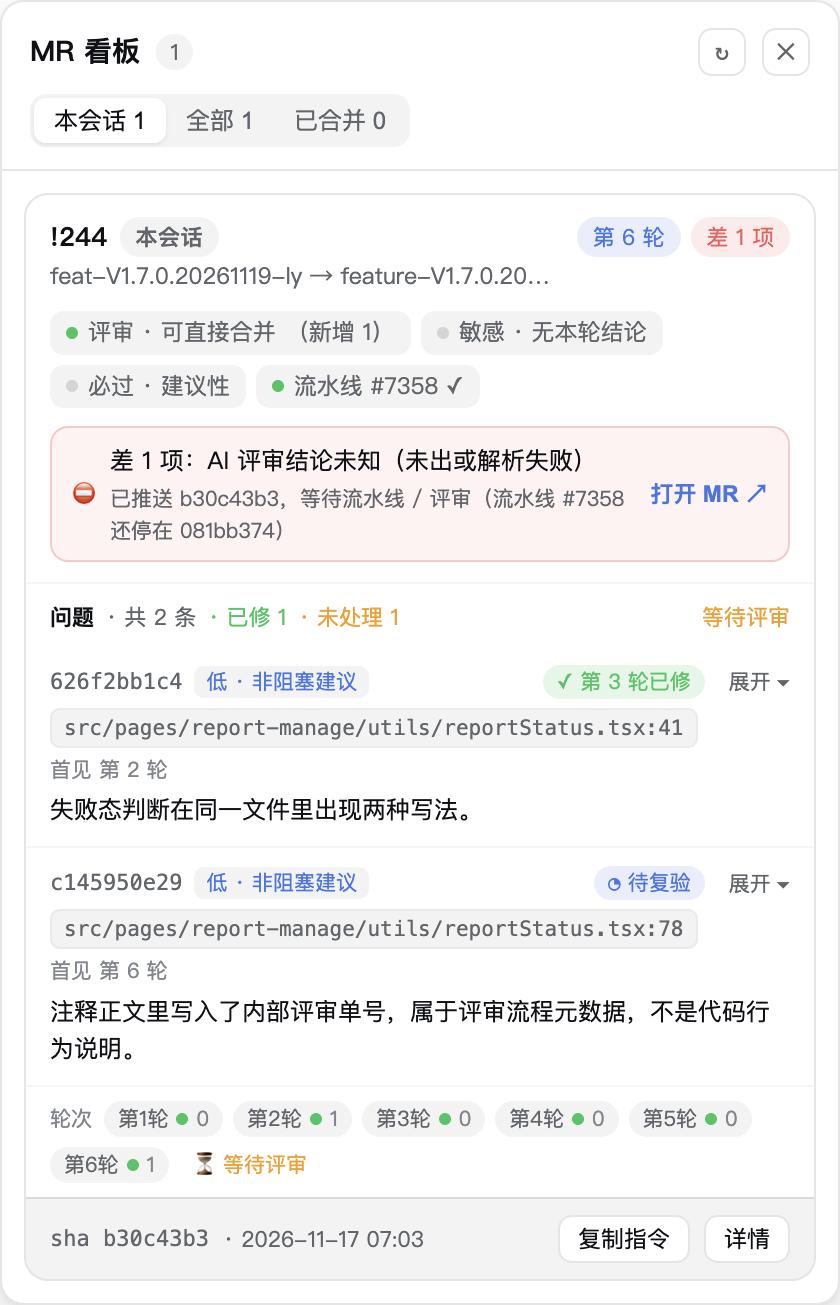 MR 看板 1 ↻ ✕
本会话 1 全部 1 已合并 0
!244 本会话 第 6 轮 差 1 项
feat-V1.7.0.20261119-ly → feature-V1.7.0.20...
评审 · 可直接合并 （新增 1） 敏感 · 无本轮结论
必过 · 建议性 流水线 #7358 ✓
差 1 项：AI 评审结论未知（未出或解析失败）
已推送 b30c43b3，等待流水线 / 评审（流水线 #7358
还停在 081bb374）
打开 MR ↗
问题 · 共 2 条 · 已修 1 · 未处理 1 等待评审
626f2bb1c4 低 · 非阻塞建议 ✓ 第 3 轮已修 展开
src/pages/report-manage/utils/reportStatus.tsx:41
首见 第 2 轮
失败态判断在同一文件里出现两种写法。
c145950e29 低 · 非阻塞建议 待复验 展开
src/pages/report-manage/utils/reportStatus.tsx:78
首见 第 6 轮
注释正文里写入了内部评审单号，属于评审流程元数据，不是代码行
为说明。
轮次 第1轮 0 第2轮 1 第3轮 0 第4轮 0 第5轮 0
第6轮 1 ⏳ 等待评审
sha b30c43b3 · 2026-11-17 07:03 复制指令 详情